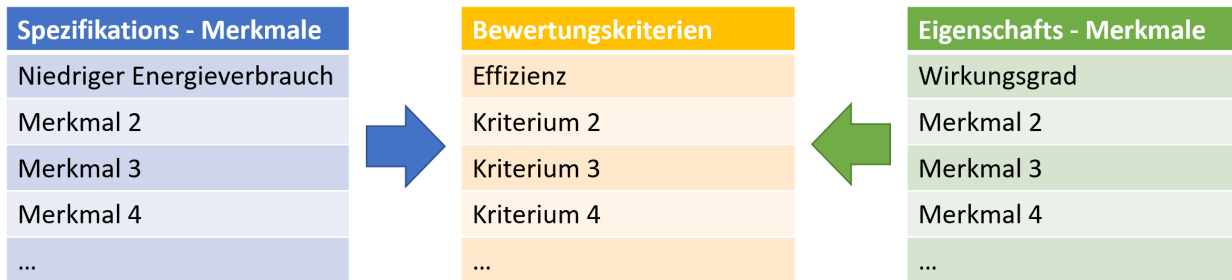 Spezifikations - Merkmale
Niedriger Energieverbrauch
Merkmal 2
Merkmal 3
Merkmal 4
...
Bewertungskriterien
Effizienz
Kriterium 2
Kriterium 3
Kriterium 4
...
Eigenschafts - Merkmale
Wirkungsgrad
Merkmal 2
Merkmal 3
Merkmal 4
...